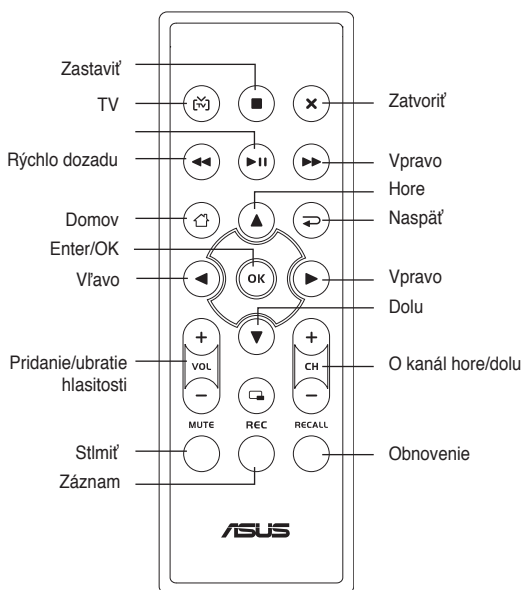 Zastaviť
TV
Zatvoriť
Rýchlo dozadu
Vpravo
Hore
Domov
Naspäť
Enter/OK
OK
Vľavo
Vpravo
Dolu
Pridanie/ubratie
hlasitosti
VOL
CH
O kanál hore/dolu
MUTE
REC
RECALL
Stlmiť
Obnovenie
Záznam
ASUS